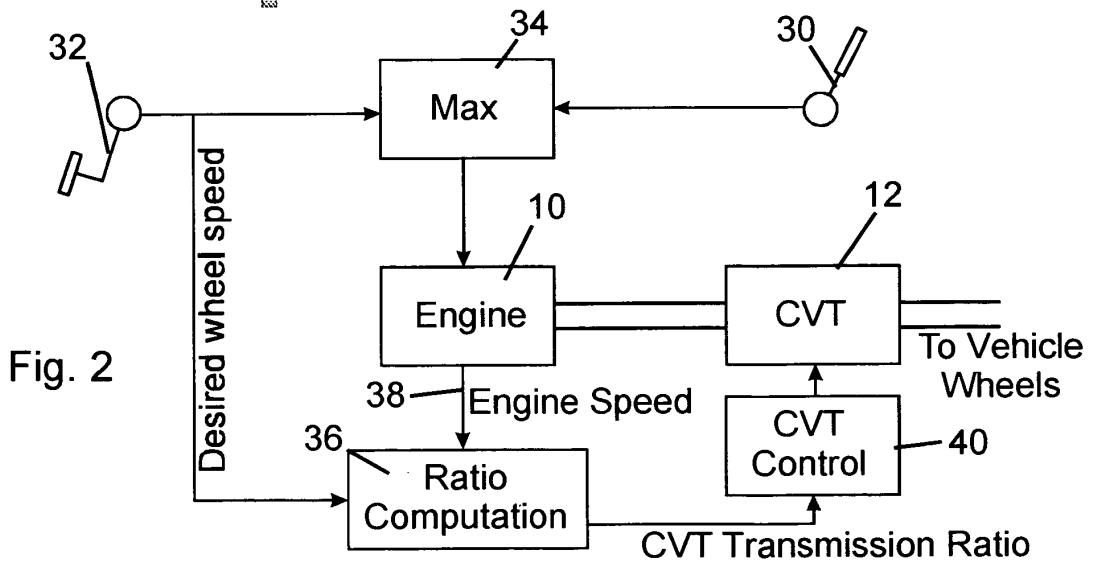 32
34
30
Max
Desired wheel speed
10
12
Engine
CVT
To Vehicle
Wheels
Fig. 2
38
Engine Speed
CVT
Control
40
36
Ratio
Computation
CVT Transmission Ratio